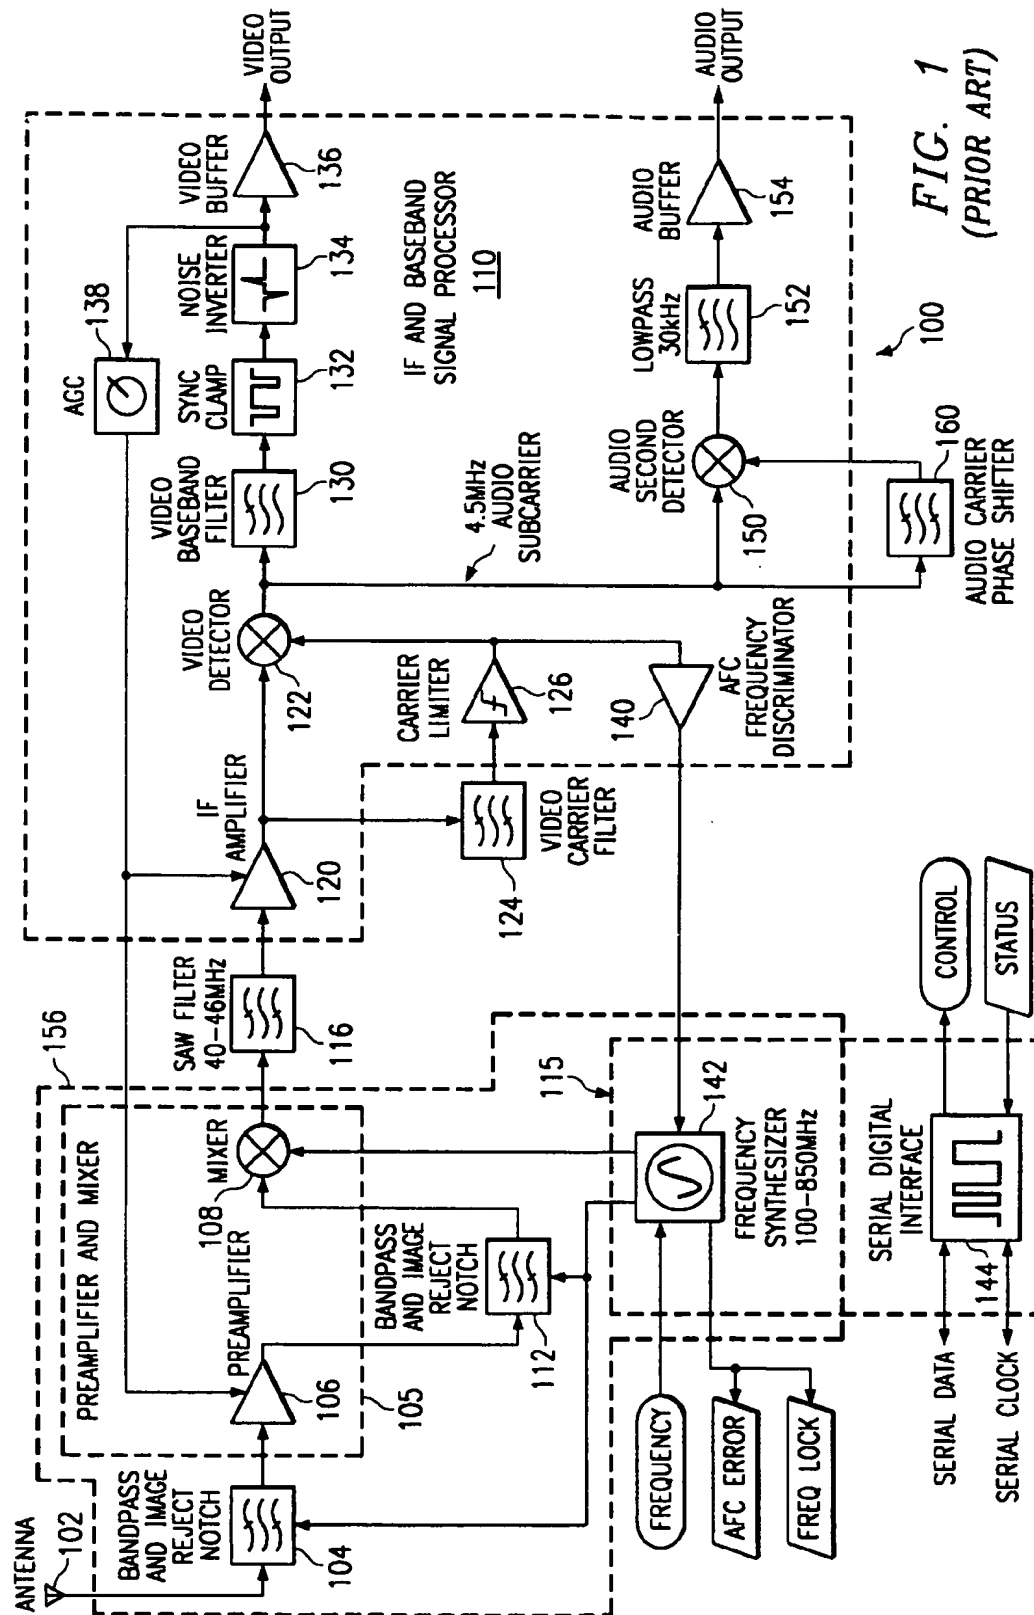 ANTENNA
102
BANDPASS
AND IMAGE
REJECT
NOTCH
104
PREAMPLIFIER AND MIXER
PREAMPLIFIER
106
105
108
MIXER
BANDPASS
AND IMAGE
REJECT
NOTCH
112
156
SAW FILTER
40-46MHz
116
IF
AMPLIFIER
120
AGC
138
VIDEO
DETECTOR
122
VIDEO
BASEBAND
FILTER
130
SYNC
CLAMP
132
NOISE
INVERTER
134
VIDEO
BUFFER
136
VIDEO
OUTPUT
IF AND BASEBAND
SIGNAL PROCESSOR
110
124
VIDEO
CARRIER
FILTER
CARRIER
LIMITER
126
140
AFC
FREQUENCY
DISCRIMINATOR
4.5MHz
AUDIO
SUBCARRIER
AUDIO
SECOND
DETECTOR
150
LOWPASS
30kHz
152
AUDIO
BUFFER
154
AUDIO
OUTPUT
160
AUDIO CARRIER
PHASE SHIFTER
100
115
142
FREQUENCY
SYNTHESIZER
100-850MHz
FREQUENCY
AFC ERROR
FREQ LOCK
SERIAL DIGITAL
INTERFACE
144
SERIAL DATA
SERIAL CLOCK
CONTROL
STATUS
FIG. 1
(PRIOR ART)